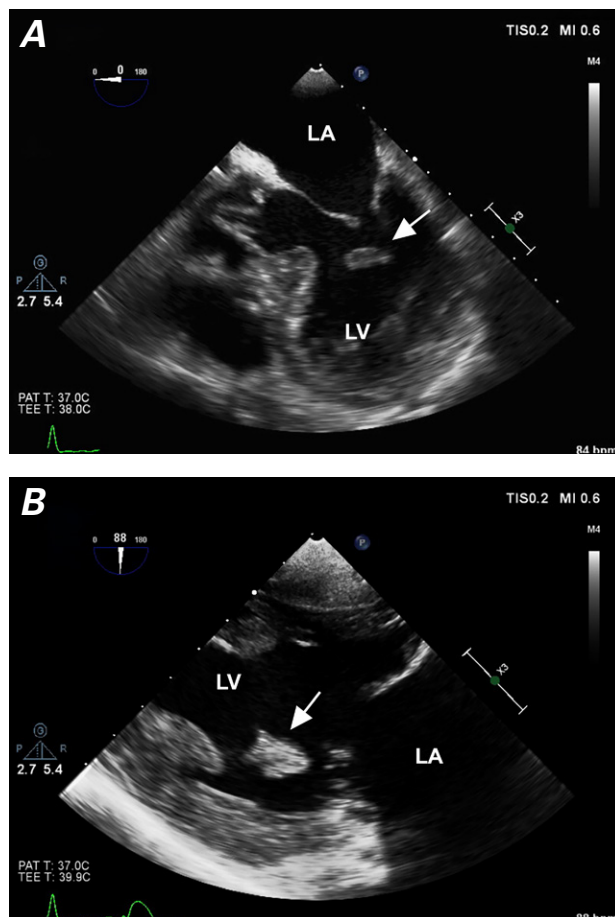 A
TIS0.2 MI 0.6
0 0 180
P
M4
LA
X3
G
P R
2.7 5.4
LV
PAT T: 37.0C
TEE T: 38.0C
84 bpm
B
TIS0.2 MI 0.6
0 88 180
P
M4
LV
X3
G
P R
2.7 5.4
LA
PAT T: 37.0C
TEE T: 39.9C
88 bpm